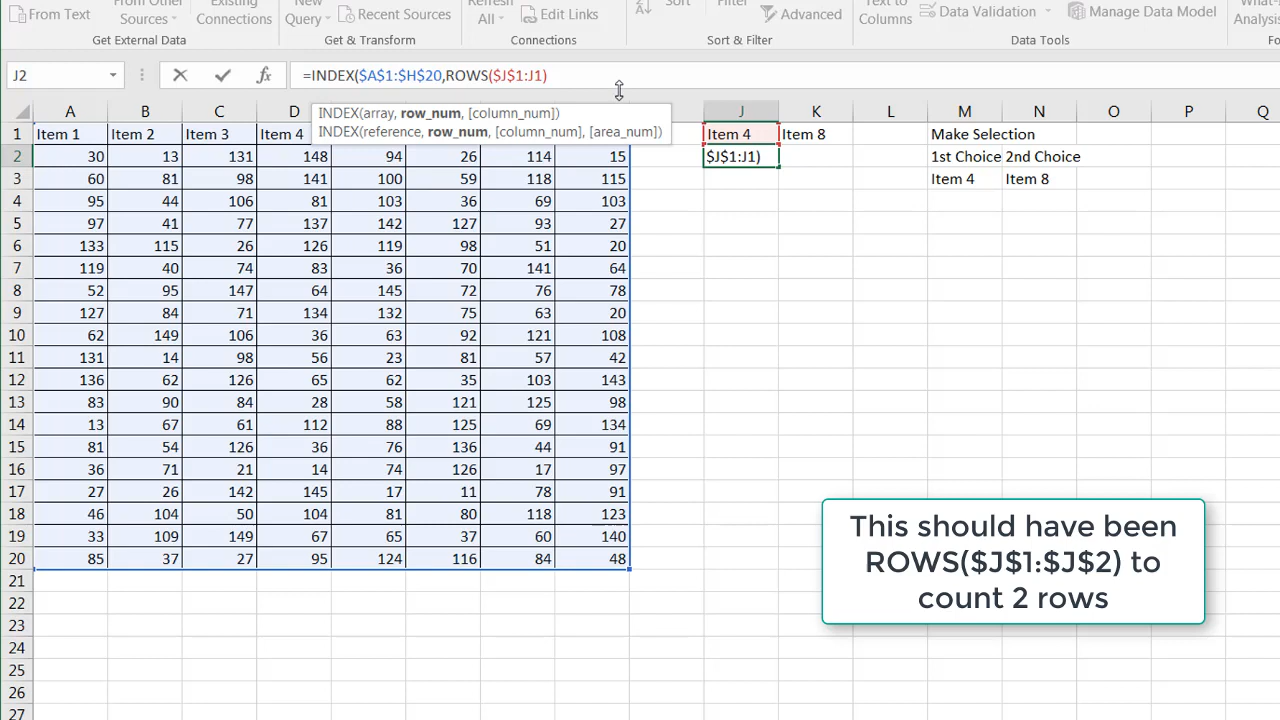 From Text
From Other
Sources
Existing
Connections
New
Query
Recent Sources
Refresh
All
Edit Links
Sort
Filter
Advanced
Text to
Columns
Data Validation
Manage Data Model
What-If
Get External Data
Get & Transform
Connections
Sort & Filter
Data Tools
J2
fx
=INDEX($A$1:$H$20,ROWS($J$1:J1)
INDEX(array, row_num, [column_num])
INDEX(reference, row_num, [column_num], [area_num])
A B C D J K L M N O P Q
1 Item 1 Item 2 Item 3 Item 4 Item 4 Item 8 Make Selection
2 30 13 131 148 94 26 114 15 $J$1:J1) 1st Choice 2nd Choice
3 60 81 98 141 100 59 118 115 Item 4 Item 8
4 95 44 106 81 103 36 69 103
5 97 41 77 137 142 127 93 27
6 133 115 26 126 119 98 51 20
7 119 40 74 83 36 70 141 64
8 52 95 147 64 145 72 76 78
9 127 84 71 134 132 75 63 20
10 62 149 106 36 63 92 121 108
11 131 14 98 56 23 81 57 42
12 136 62 126 65 62 35 103 143
13 83 90 84 28 58 121 125 98
14 13 67 61 112 88 125 69 134
15 81 54 126 36 76 136 44 91
16 36 71 21 14 74 126 17 97
17 27 26 142 145 17 11 78 91
18 46 104 50 104 81 80 118 123
19 33 109 149 67 65 37 60 140
20 85 37 27 95 124 116 84 48
21
22
23
24
25
26
27
This should have been
ROWS($J$1:$J$2) to
count 2 rows